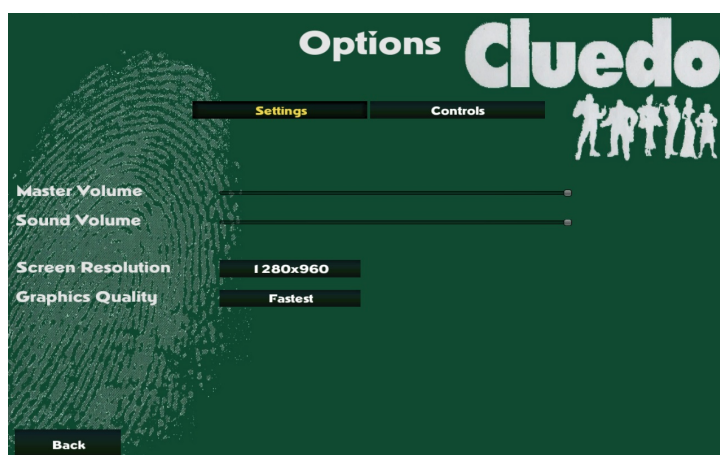 Options
Cluedo
Settings
Controls
Master Volume
Sound Volume
Screen Resolution
1280x960
Graphics Quality
Fastest
Back